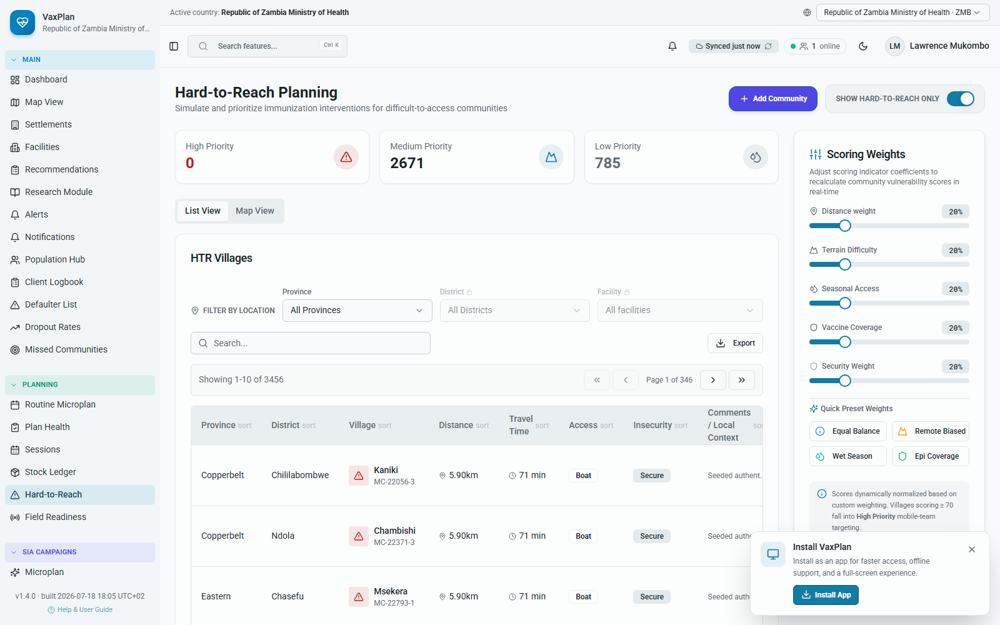 VaxPlan
Republic of Zambia Ministry of...
MAIN
Dashboard
Map View
Settlements
Facilities
Recommendations
Research Module
Alerts
Notifications
Population Hub
Client Logbook
Defaulter List
Dropout Rates
Missed Communities
PLANNING
Routine Microplan
Plan Health
Sessions
Stock Ledger
Hard-to-Reach
Field Readiness
SIA CAMPAIGNS
Microplan
v1.4.0 · built 2026-07-18 18:05 UTC+02
Help & User Guide
Active country: Republic of Zambia Ministry of Health
Republic of Zambia Ministry of Health · ZMB
Search features...
Ctrl K
Synced just now
1 online
LM
Lawrence Mukombo
Hard-to-Reach Planning
Simulate and prioritize immunization interventions for difficult-to-access communities
Add Community
SHOW HARD-TO-REACH ONLY
High Priority
0
Medium Priority
2671
Low Priority
785
List View
Map View
HTR Villages
FILTER BY LOCATION
Province
All Provinces
District
All Districts
Facility
All facilities
Search...
Export
Showing 1-10 of 3456
Page 1 of 346
Province sort
District sort
Village sort
Distance sort
Travel Time sort
Access sort
Insecurity sort
Comments / Local Context
Copperbelt
Chililabombwe
Kaniki
MC-22056-3
5.90km
71 min
Boat
Secure
Seeded authent...
Copperbelt
Ndola
Chambishi
MC-22371-3
5.90km
71 min
Boat
Secure
Seeded
Eastern
Chasefu
Msekera
MC-22793-1
5.90km
71 min
Boat
Secure
Seeded
Scoring Weights
Adjust scoring indicator coefficients to
recalculate community vulnerability scores in
real-time
Distance weight
20%
Terrain Difficulty
20%
Seasonal Access
20%
Vaccine Coverage
20%
Security Weight
20%
Quick Preset Weights
Equal Balance
Remote Biased
Wet Season
Epi Coverage
Scores dynamically normalized based on
custom weighting. Villages scoring ≥ 70
fall into High Priority mobile-team
targeting.
Install VaxPlan
Install as an app for faster access, offline
support, and a full-screen experience.
Install App